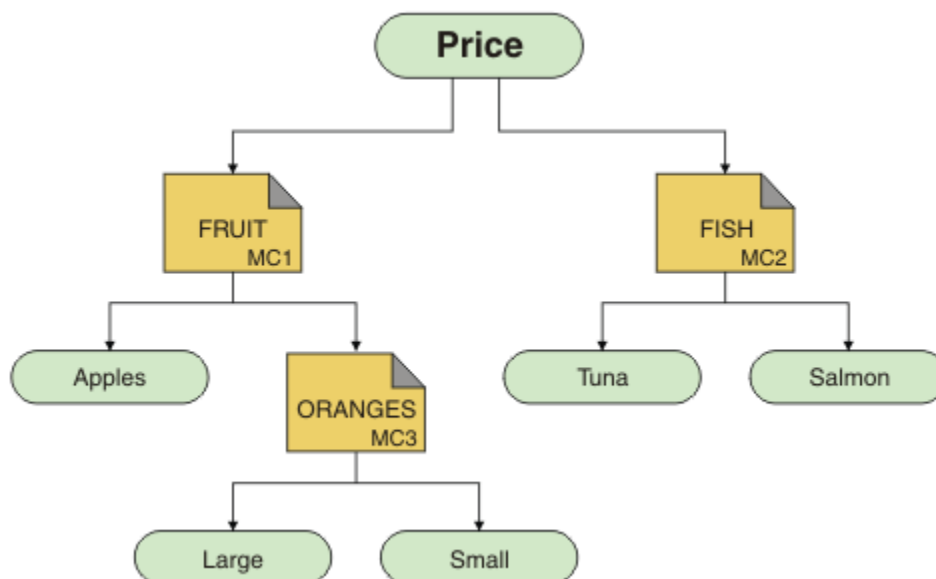 Price
FRUIT
MC1
FISH
MC2
Apples
ORANGES
MC3
Tuna
Salmon
Large
Small